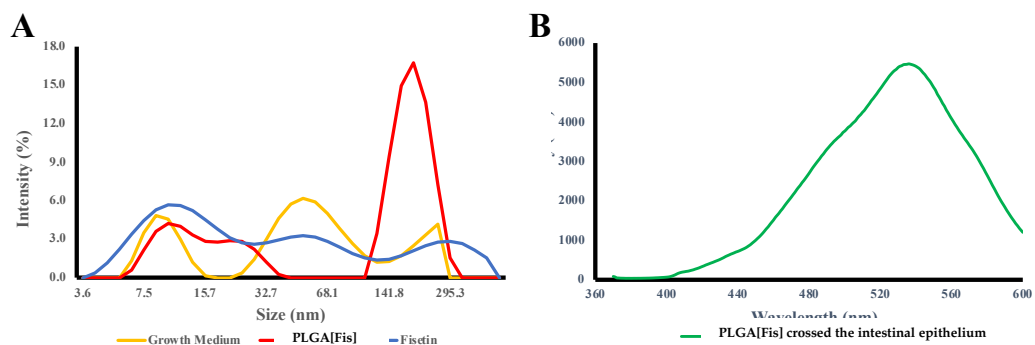 A
18.0
15.0
12.0
9.0
6.0
3.0
0.0
Intensity (%)
3.6 7.5 15.7 32.7 68.1 141.8 295.3
Size (nm)
Growth Medium PLGA[Fis] Fisetin
B
6000
5000
4000
3000
2000
1000
0
360 400 440 480 520 560 600
Wavelength (nm)
PLGA[Fis] crossed the intestinal epithelium